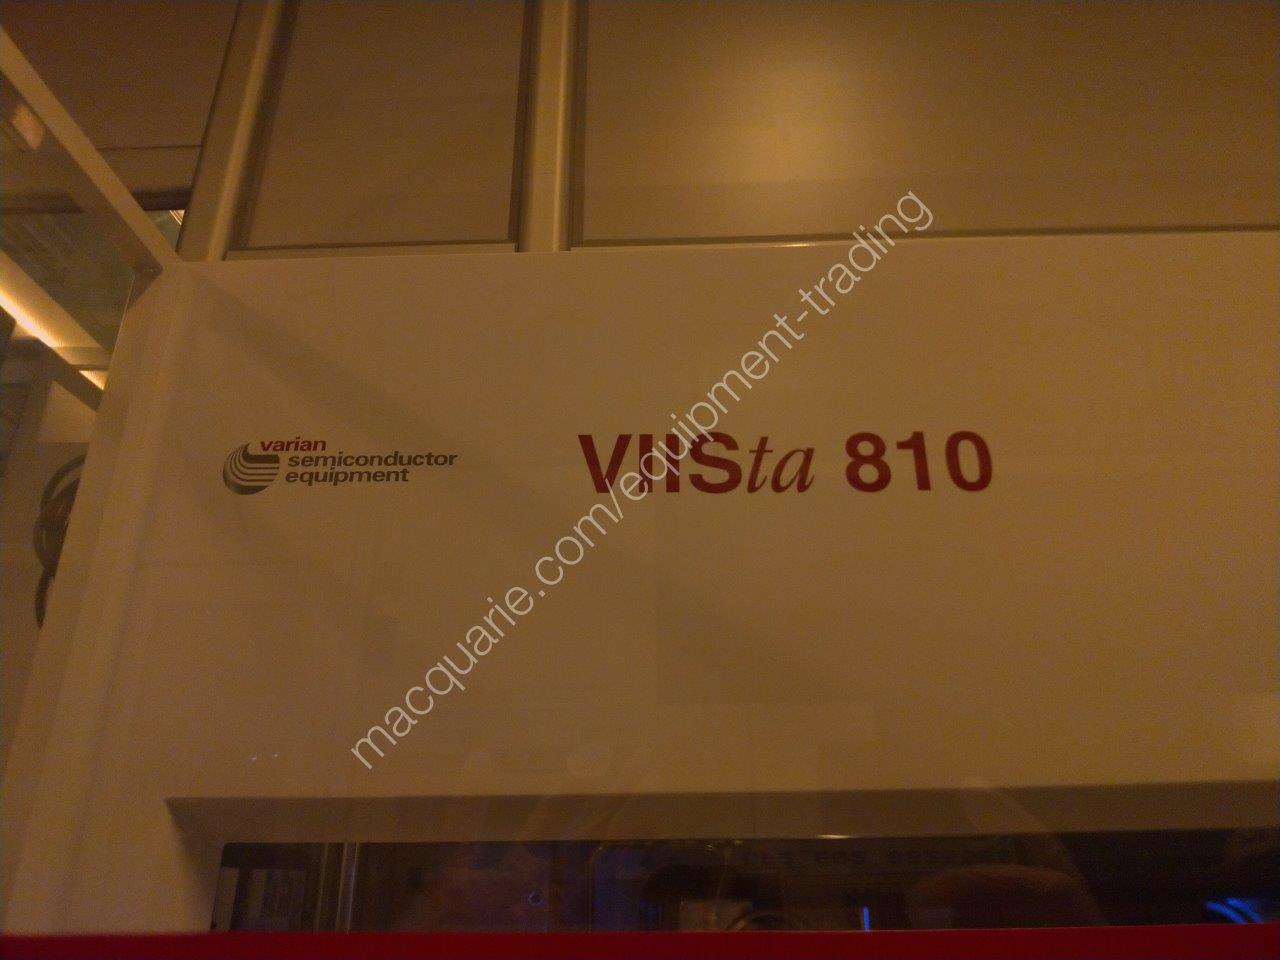 varian
semiconductor
equipment
VIISta 810
macquarie.com/equipment-trading